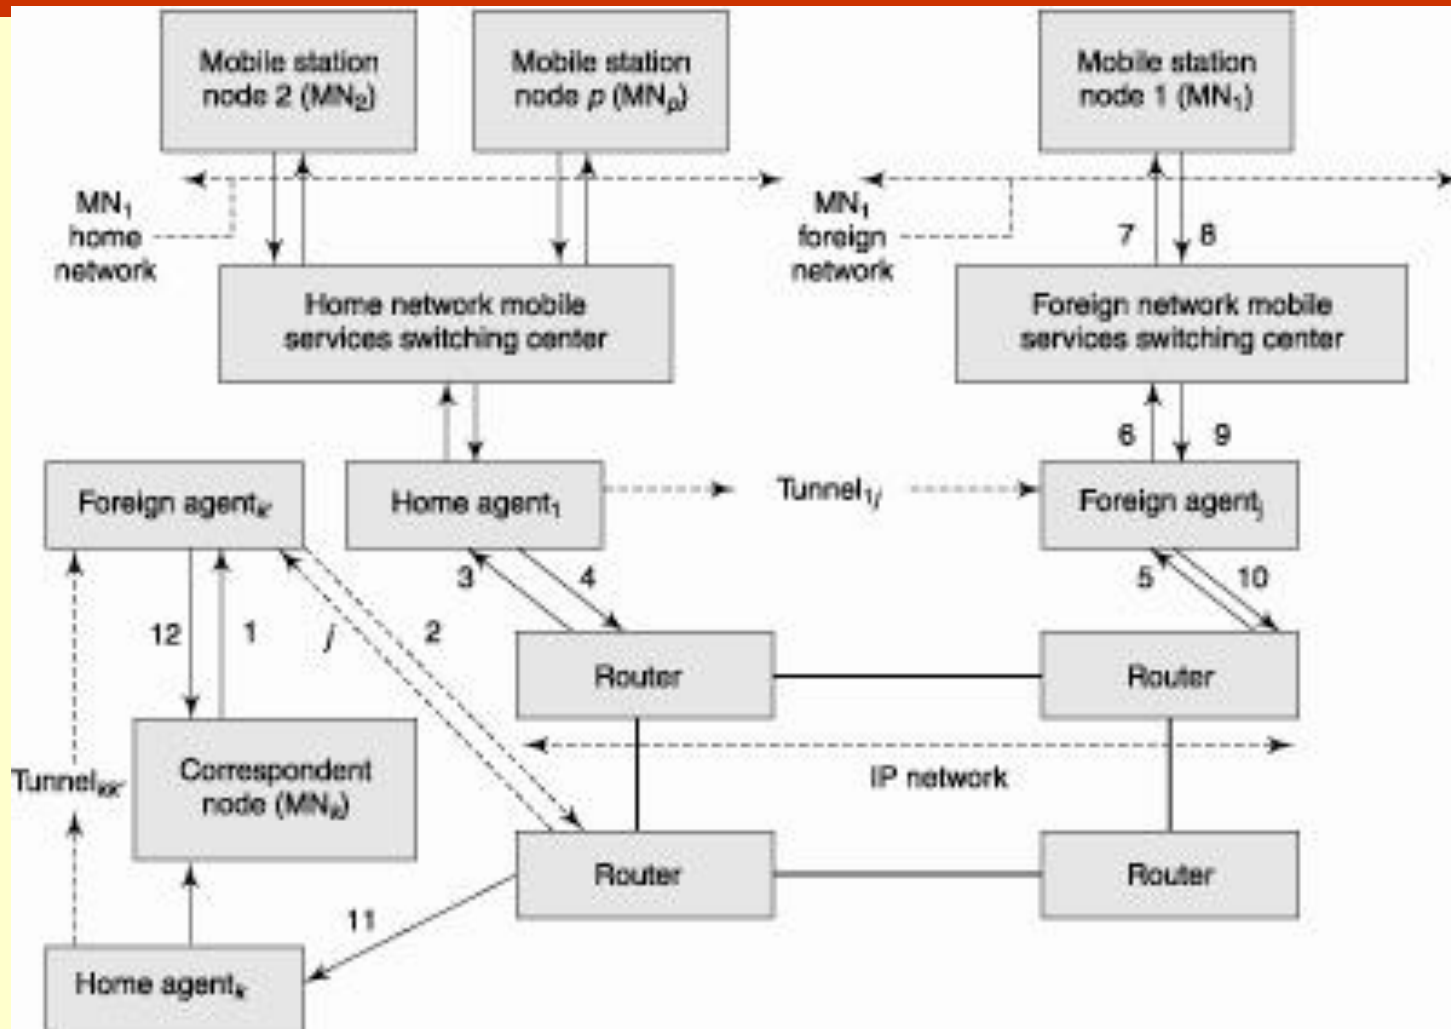 Mobile station
node 2 (MN₂)
Mobile station
node p (MNₚ)
Mobile station
node 1 (MN₁)
MN₁
home
network
MN₁
foreign
network
7
8
Home network mobile
services switching center
Foreign network mobile
services switching center
6
9
Foreign agentₖ′
Home agent₁
Tunnel₁ⱼ
Foreign agentⱼ
3
4
5
10
12
1
j
2
Router
Router
IP network
Tunnelₖₖ′
Correspondent
node (MNₖ)
Router
Router
11
Home agentₖ